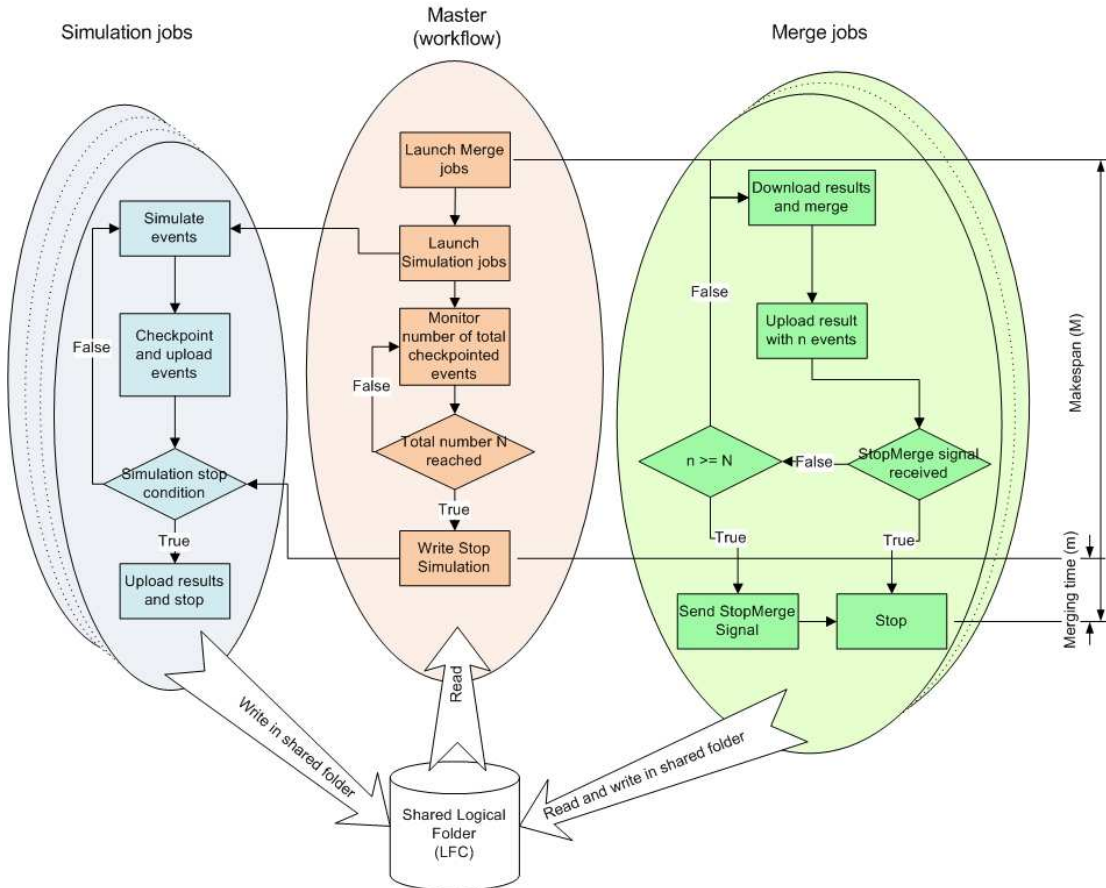 Simulation jobs
Master
(workflow)
Merge jobs
Launch Merge
jobs
Launch
Simulation jobs
Monitor
number of total
checkpointed
events
False
Total number N
reached
True
Write Stop
Simulation
Simulate
events
Checkpoint
and upload
events
False
Simulation stop
condition
True
Upload results
and stop
Download results
and merge
Upload result
with n events
False
StopMerge signal
received
False
n >= N
True
True
Send StopMerge
Signal
Stop
Makespan (M)
Merging time (m)
Write in shared folder
Read
Read and write in shared folder
Shared Logical
Folder
(LFC)